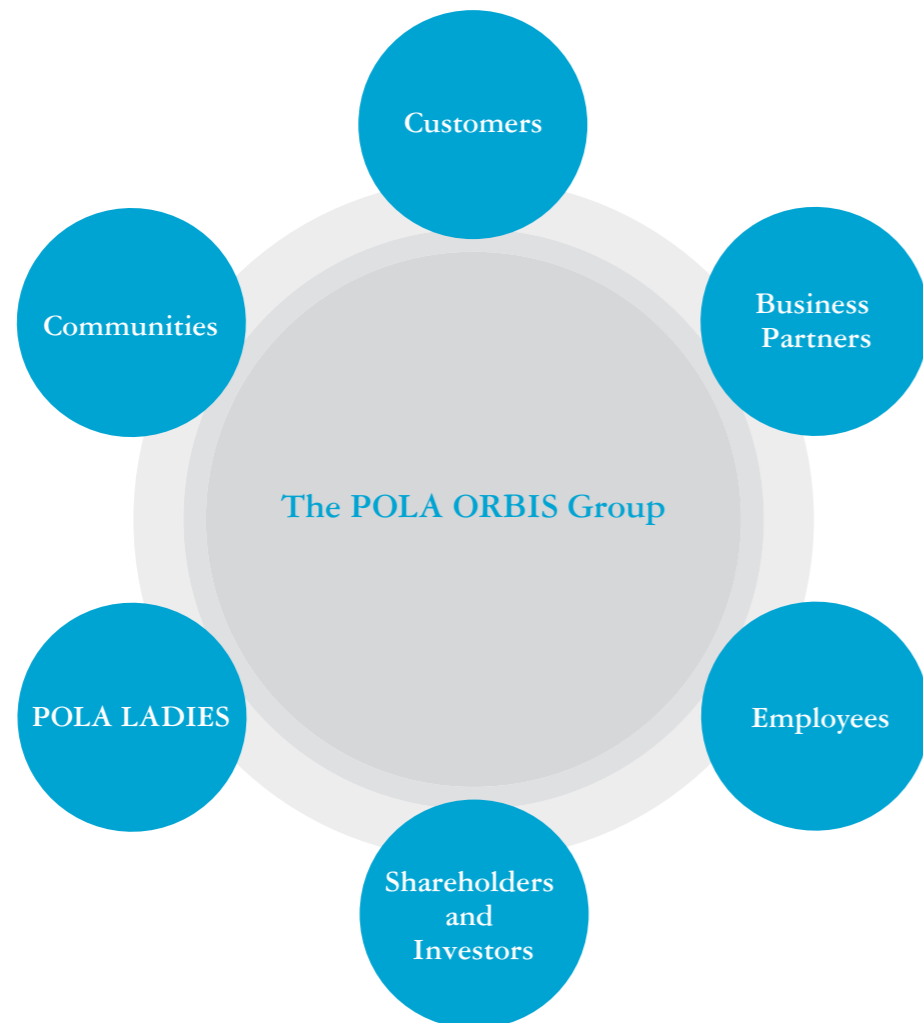 Customers
Business
Partners
Communities
The POLA ORBIS Group
POLA LADIES
Employees
Shareholders
and
Investors